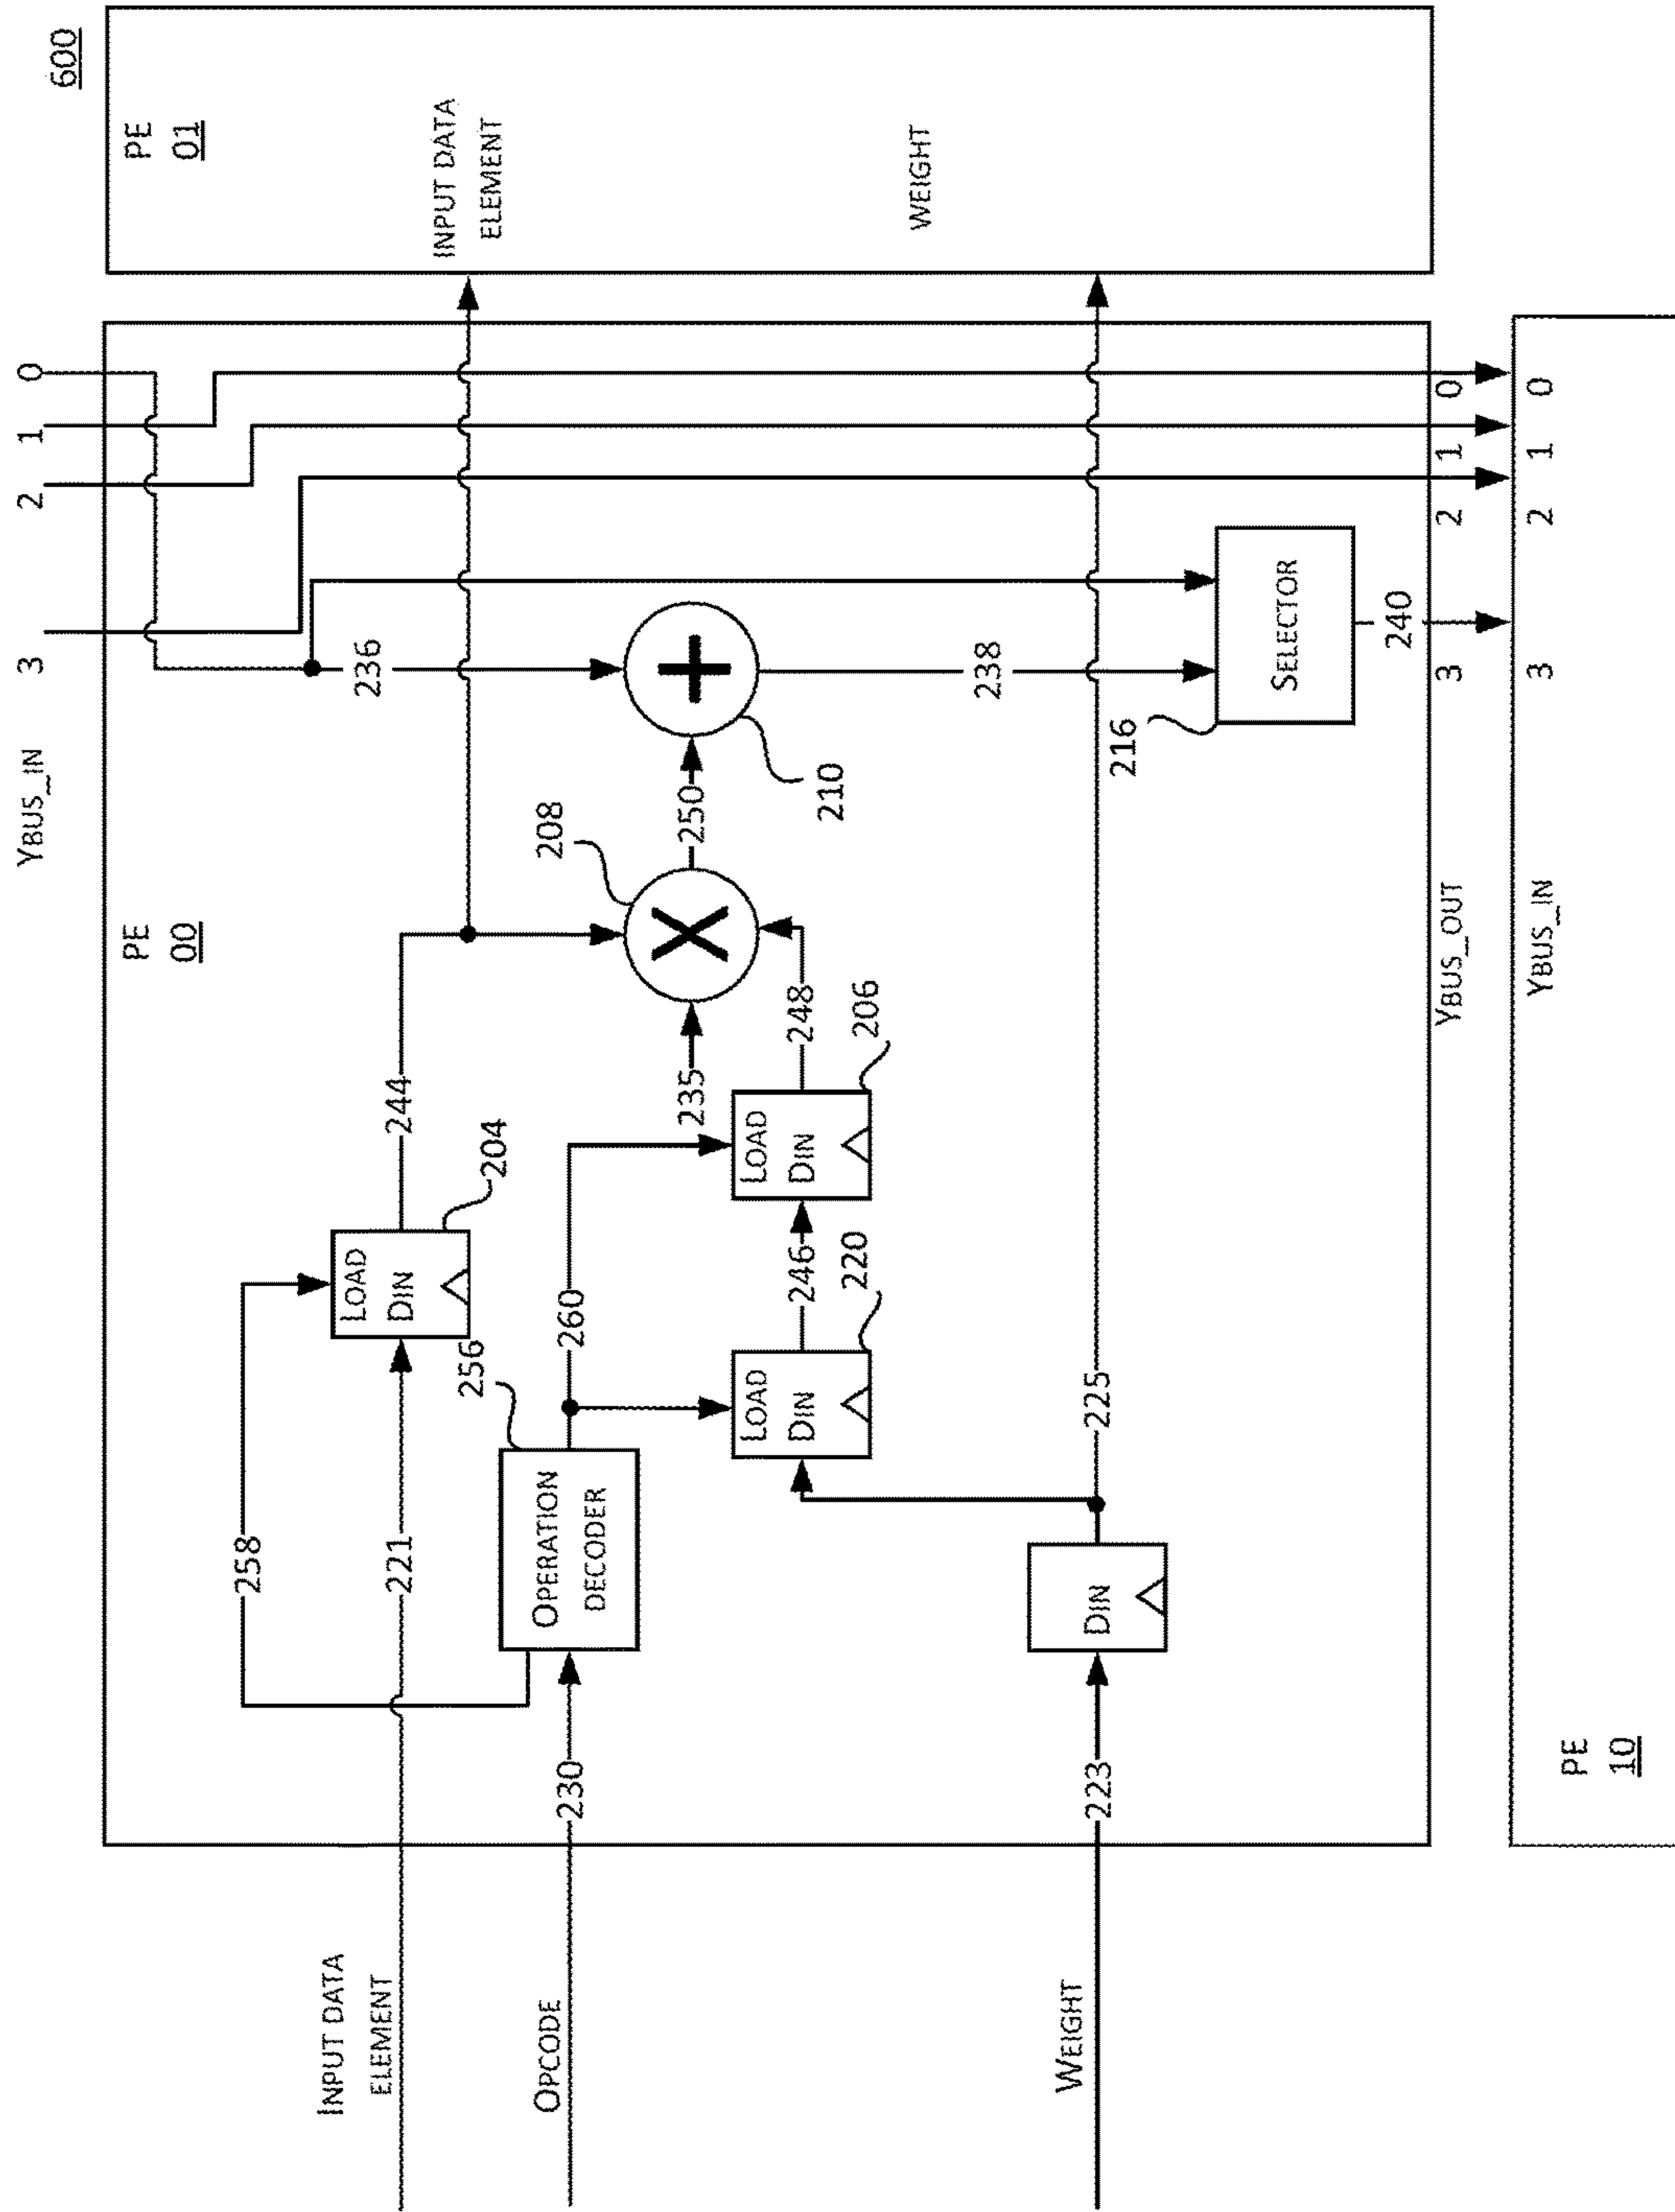 600
YBUS_IN
3
2
1
0
PE
00
PE
01
INPUT DATA
ELEMENT
258
221
LOAD
DIN
204
244
236
INPUT DATA
ELEMENT
OPCODE
230
OPERATION
DECODER
256
260
235
208
250
210
LOAD
DIN
220
246
LOAD
DIN
206
248
238
WEIGHT
WEIGHT
223
DIN
225
216
SELECTOR
240
YBUS_OUT
3
2
1
0
YBUS_IN
3
2
1
0
PE
10